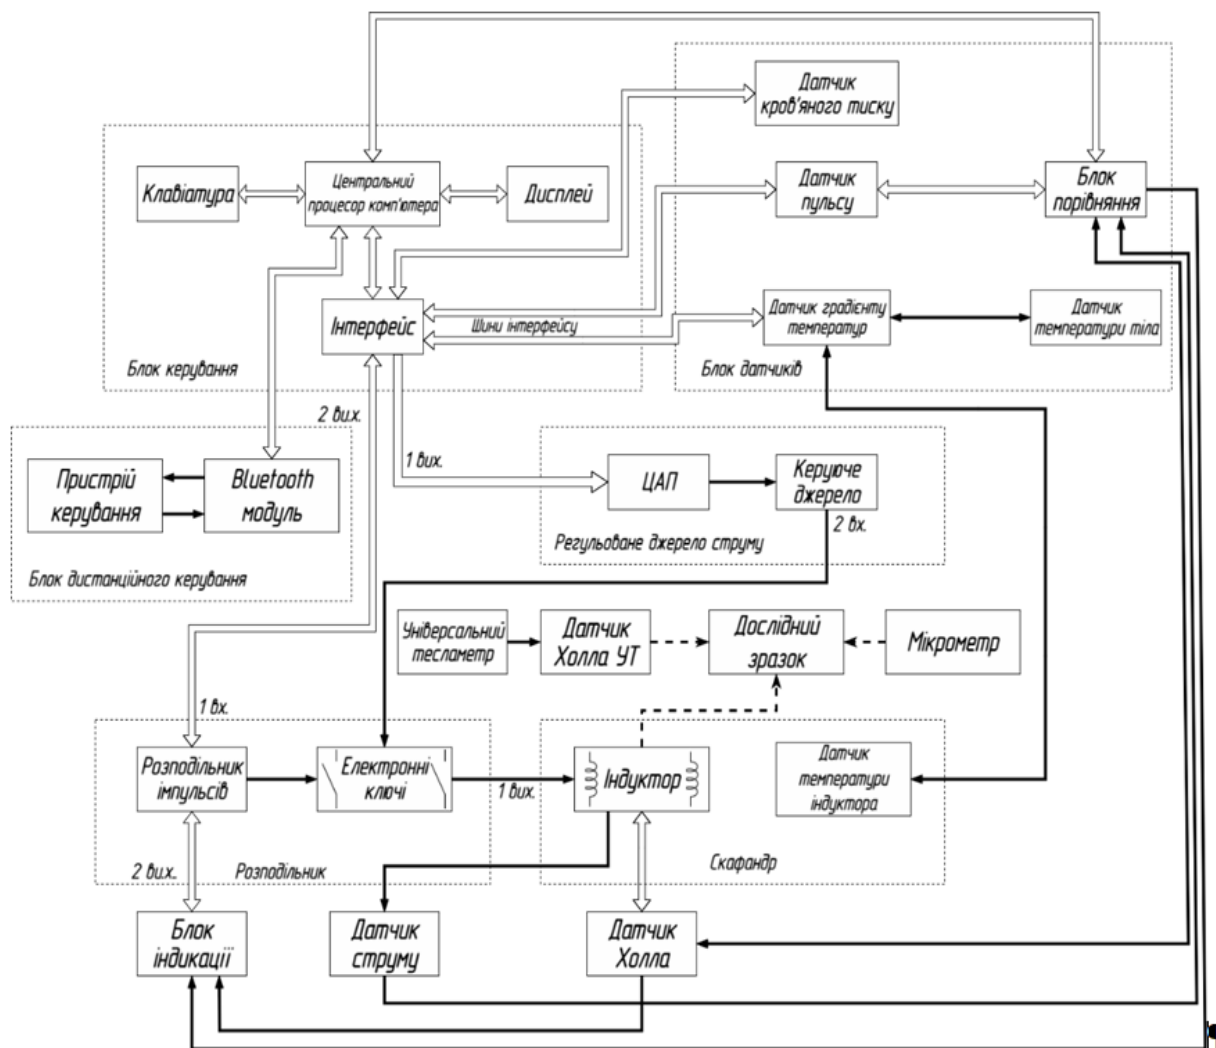 Датчик
кров'яного тиску
Клавіатура
Центральний
процесор комп'ютера
Дисплей
Датчик
пульсу
Блок
порівняння
Інтерфейс
Шини інтерфейсу
Датчик градієнту
температур
Датчик
температури тіла
Блок керування
Блок датчиків
2 вих.
1 вих.
Пристрій
керування
Bluetooth
модуль
ЦАП
Керуюче
джерело
2 вх.
Регульоване джерело струму
Блок дистанційного керування
Універсальний
тесламетр
Датчик
Холла УТ
Дослідний
зразок
Мікрометр
1 вх.
Розподільник
імпульсів
Електронні
ключі
1 вих.
Індуктор
Датчик
температури
індуктора
2 вих.
Розподільник
Скафандр
Блок
індикації
Датчик
струму
Датчик
Холла